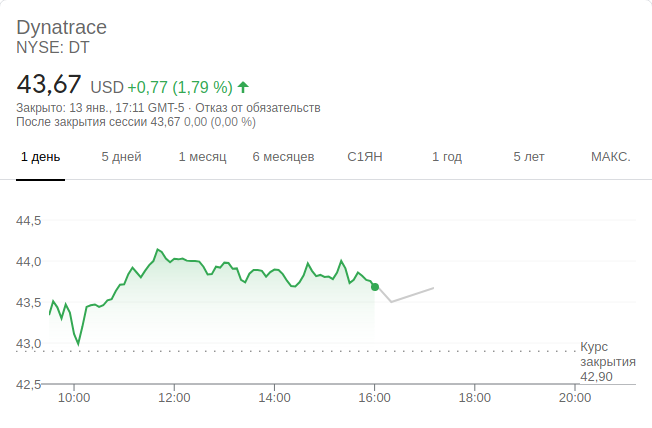 Dynatrace
NYSE: DT
43,67 USD +0,77 (1,79 %)
Закрыто: 13 янв., 17:11 GMT-5 · Отказ от обязательств
После закрытия сессии 43,67 0,00 (0,00 %)
1 день 5 дней 1 месяц 6 месяцев С1ЯН 1 год 5 лет МАКС.
44,5
44,0
43,5
43,0
Курс
закрытия
42,90
42,5
10:00 12:00 14:00 16:00 18:00 20:00